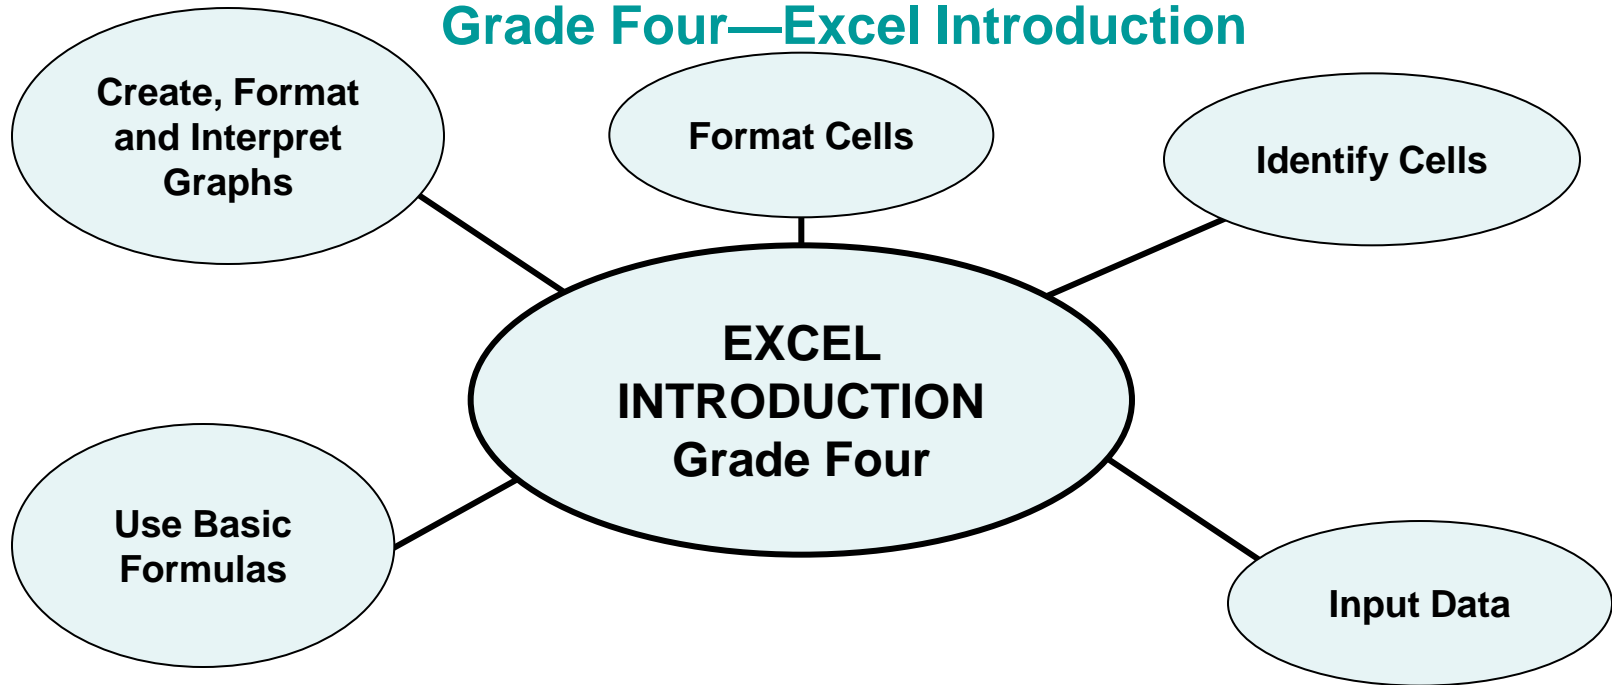 Grade Four—Excel Introduction
Create, Format
and Interpret
Graphs
Format Cells
Identify Cells
EXCEL
INTRODUCTION
Grade Four
Use Basic
Formulas
Input Data